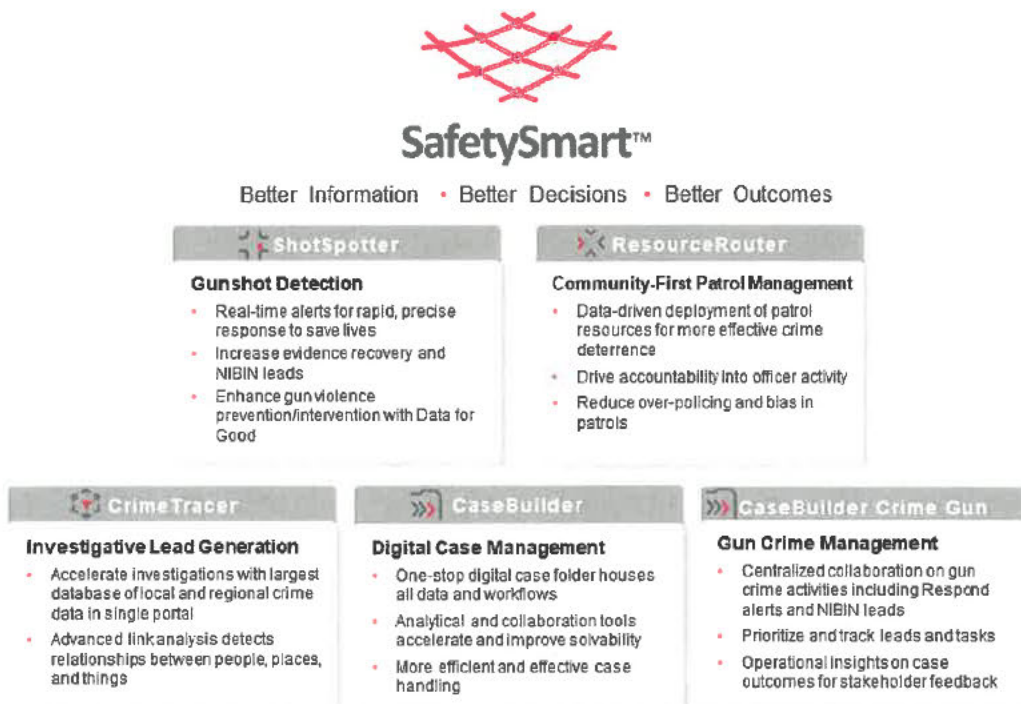 SafetySmart™
Better Information • Better Decisions • Better Outcomes
ShotSpotter
Gunshot Detection
• Real-time alerts for rapid, precise
response to save lives
• Increase evidence recovery and
NIBIN leads
• Enhance gun violence
prevention/intervention with Data for
Good
ResourceRouter
Community-First Patrol Management
• Data-driven deployment of patrol
resources for more effective crime
deterrence
• Drive accountability into officer activity
• Reduce over-policing and bias in
patrols
CrimeTracer
Investigative Lead Generation
• Accelerate investigations with largest
database of local and regional crime
data in single portal
• Advanced link analysis detects
relationships between people, places,
and things
CaseBuilder
Digital Case Management
• One-stop digital case folder houses
all data and workflows
• Analytical and collaboration tools
accelerate and improve solvability
• More efficient and effective case
handling
CaseBuilder Crime Gun
Gun Crime Management
• Centralized collaboration on gun
crime activities including Respond
alerts and NIBIN leads
• Prioritize and track leads and tasks
• Operational insights on case
outcomes for stakeholder feedback